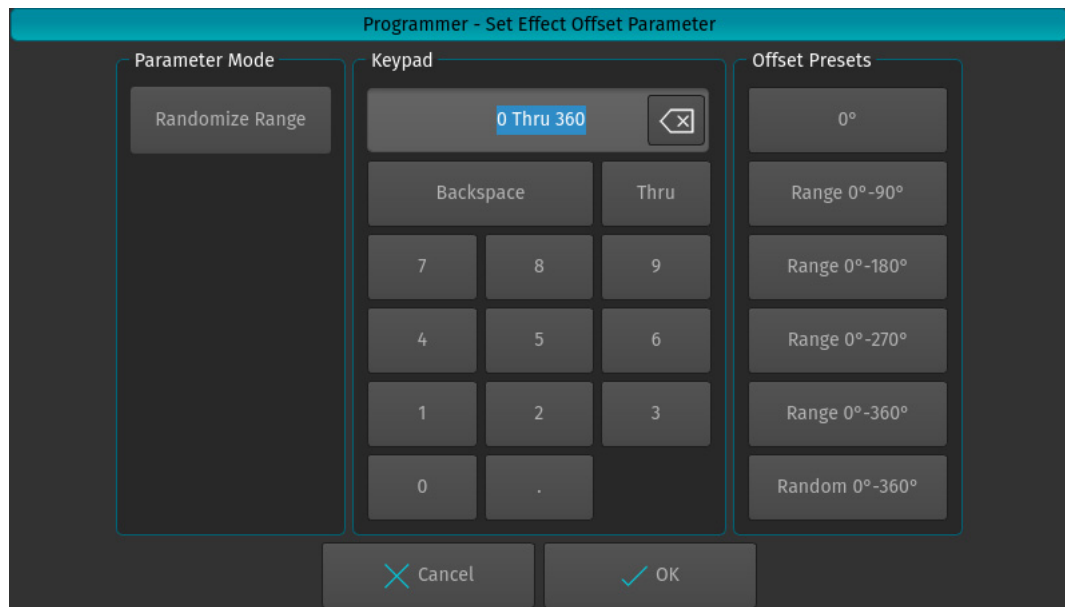 Programmer - Set Effect Offset Parameter
Parameter Mode
Randomize Range
Keypad
0 Thru 360
Backspace
Thru
7
8
9
4
5
6
1
2
3
0
.
Offset Presets
0°
Range 0°-90°
Range 0°-180°
Range 0°-270°
Range 0°-360°
Random 0°-360°
Cancel
OK